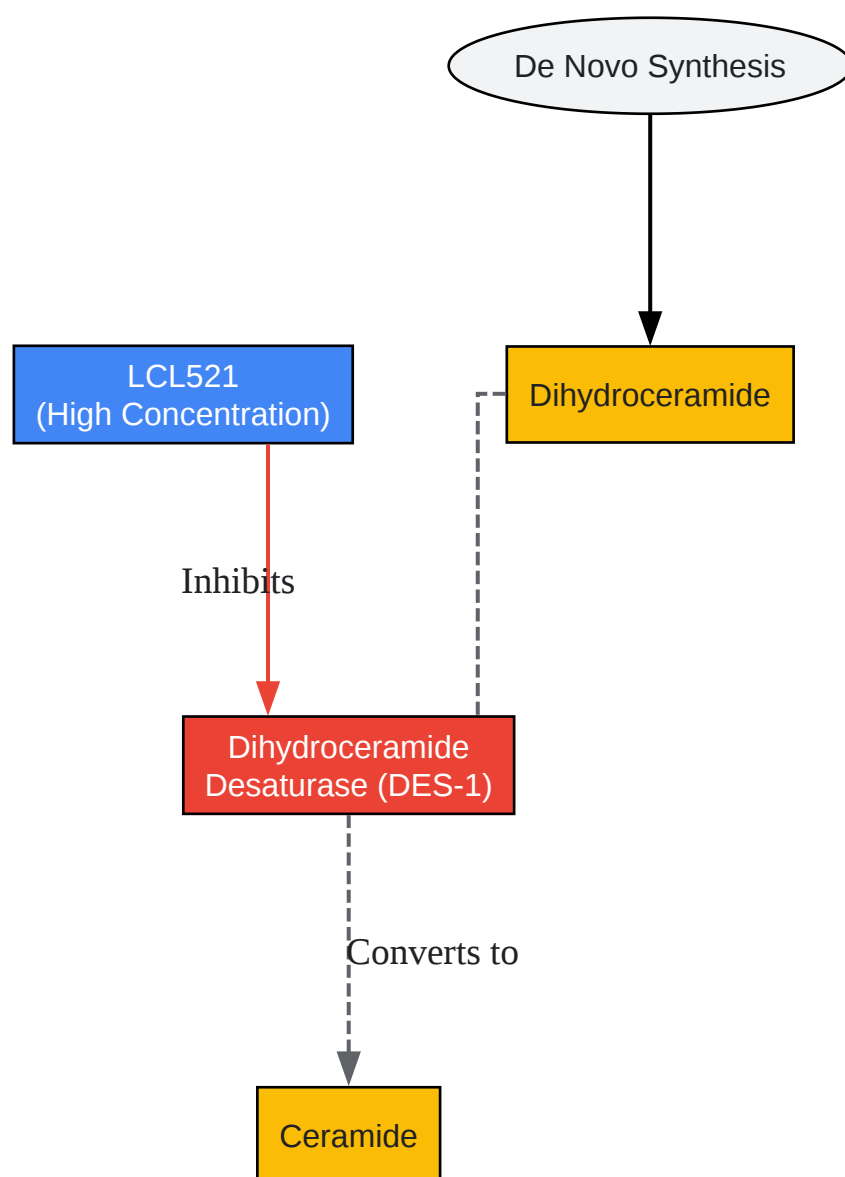 De Novo Synthesis
LCL521
(High Concentration)
Dihydroceramide
Inhibits
Dihydroceramide
Desaturase (DES-1)
Converts to
Ceramide